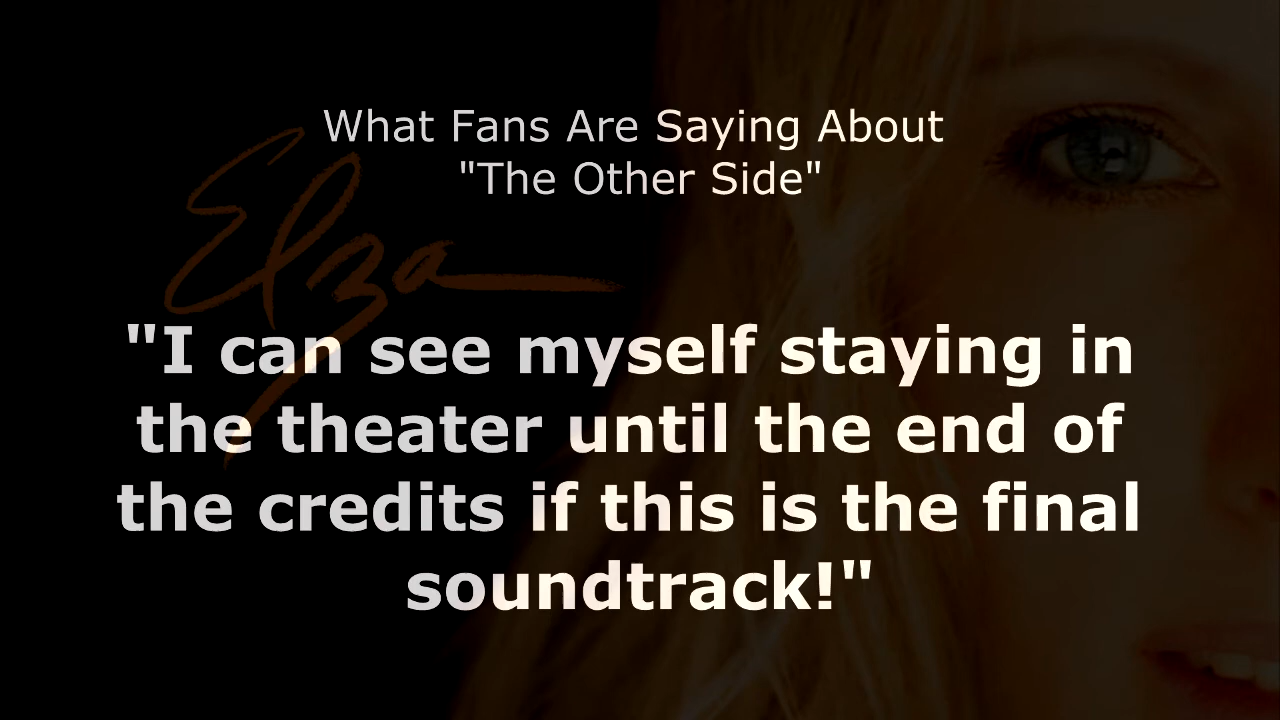 What Fans Are Saying About
"The Other Side"
Elza
"I can see myself staying in
the theater until the end of
the credits if this is the final
soundtrack!"